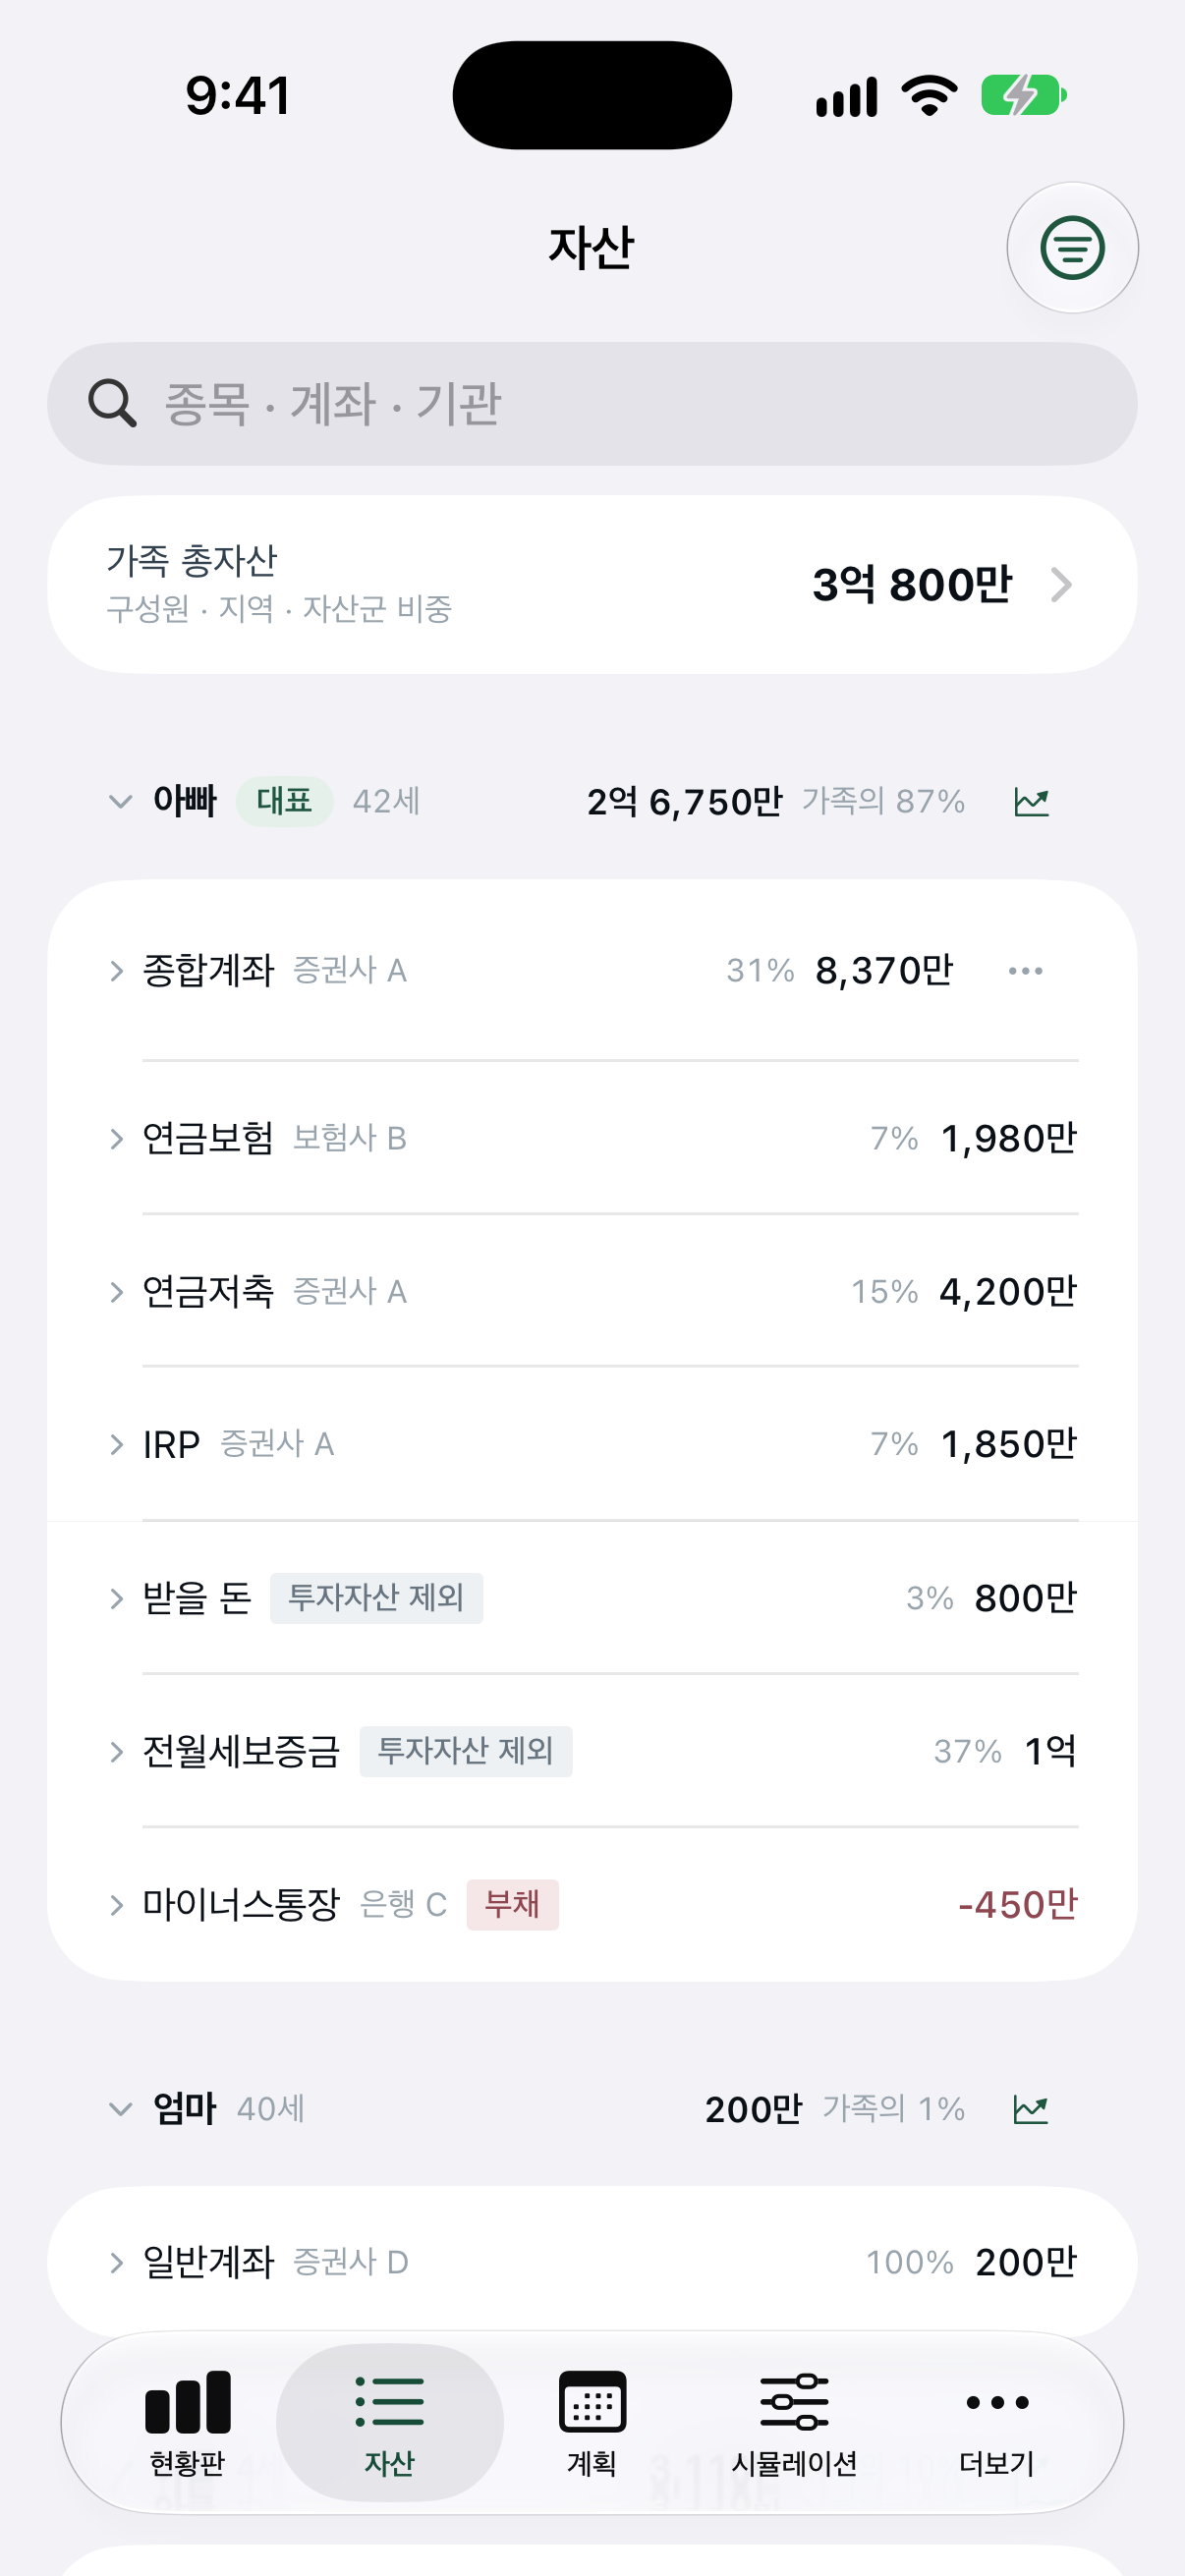 9:41
자산
종목 · 계좌 · 기관
가족 총자산
구성원 · 지역 · 자산군 비중
3억 800만
아빠 대표 42세 2억 6,750만 가족의 87%
종합계좌 증권사 A 31% 8,370만
연금보험 보험사 B 7% 1,980만
연금저축 증권사 A 15% 4,200만
IRP 증권사 A 7% 1,850만
받을 돈 투자자산 제외 3% 800만
전월세보증금 투자자산 제외 37% 1억
마이너스통장 은행 C 부채 -450만
엄마 40세 200만 가족의 1%
일반계좌 증권사 D 100% 200만
현황판 자산 계획 시뮬레이션 더보기